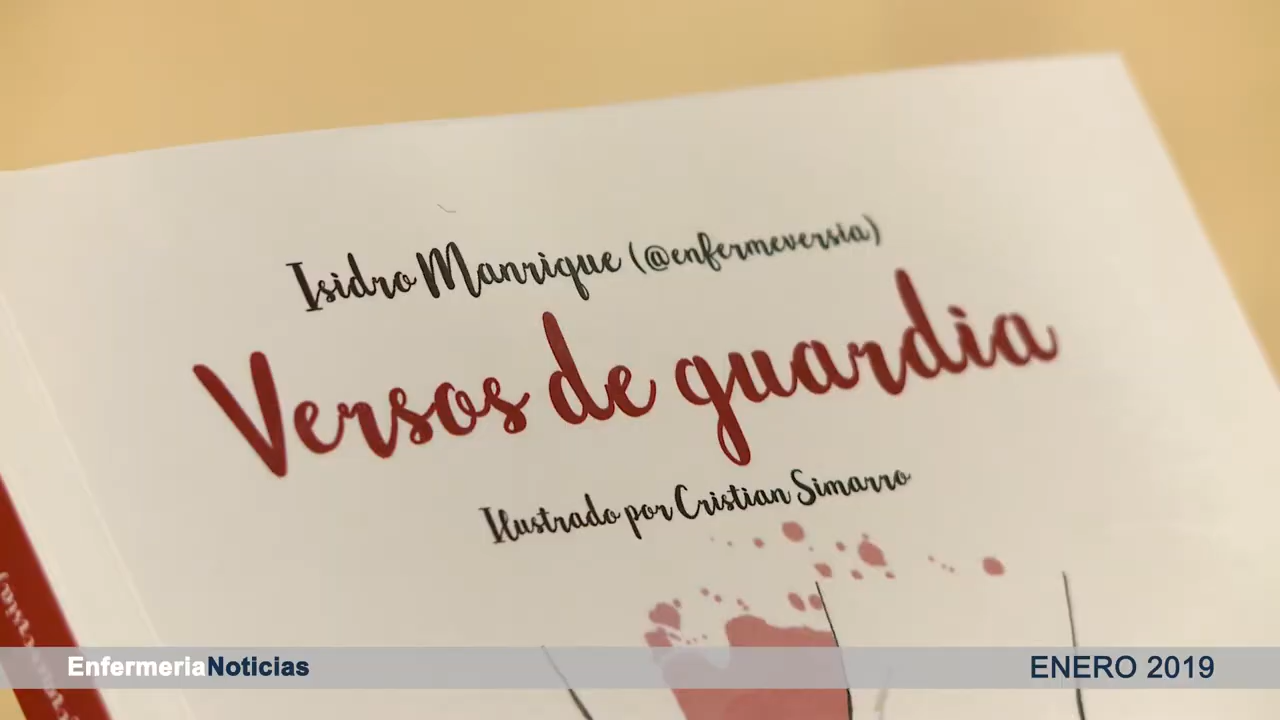 Isidro Manrique (@enfermeversia)
Versos de guardia
Ilustrado por Cristian Simarro
EnfermeriaNoticias
ENERO 2019